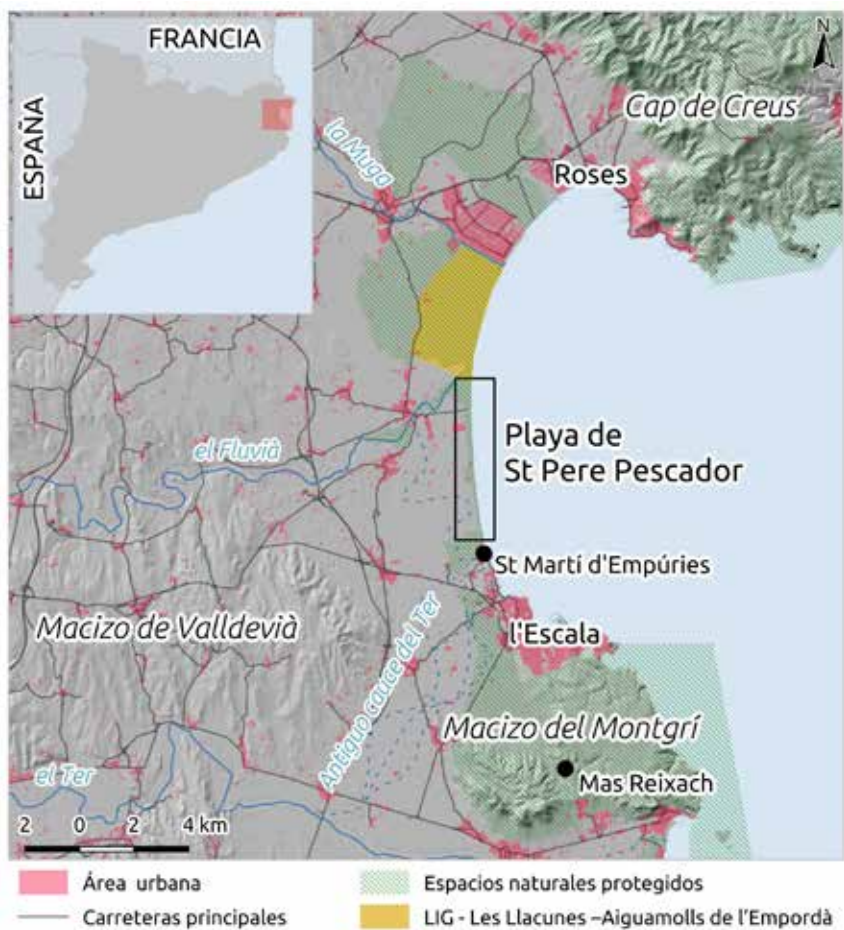 FRANCIA
ESPAÑA
N
Cap de Creus
la Muga
Roses
el Fluvià
Playa de
St Pere Pescador
St Martí d'Empúries
Macizo de Valldevià
l'Escala
Antiguo cauce del Ter
Macizo del Montgrí
Mas Reixach
el Ter
2 0 2 4 km
Área urbana
Espacios naturales protegidos
Carreteras principales
LIG - Les Llacunes –Aiguamolls de l'Empordà